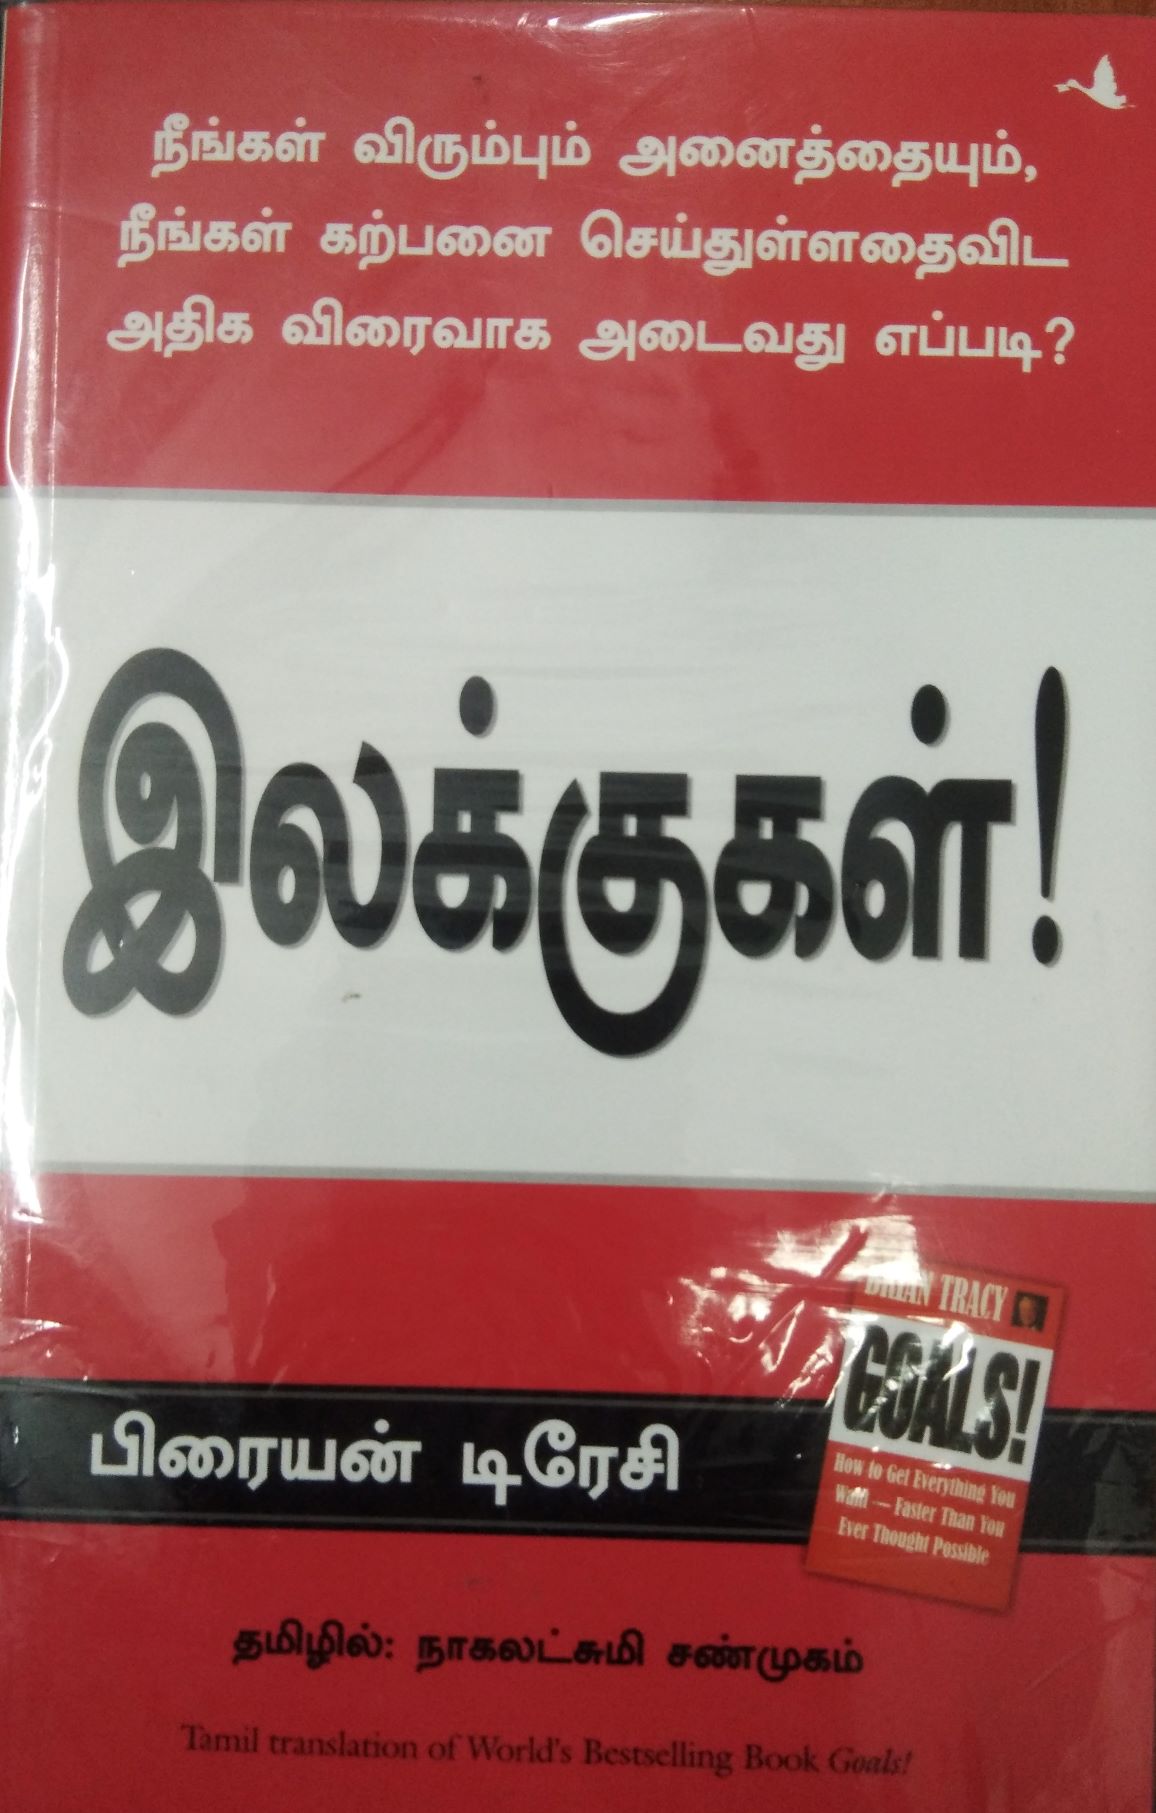 நீங்கள் விரும்பும் அனைத்தையும்,
நீங்கள் கற்பனை செய்துள்ளதைவிட
அதிக விரைவாக அடைவது எப்படி?
இலக்குகள்!
பிரையன் டிரேசி
BRIAN TRACY
GOALS!
How to Get Everything You
Want — Faster Than You
Ever Thought Possible
தமிழில்: நாகலட்சுமி சண்முகம்
Tamil translation of World's Bestselling Book Goals!